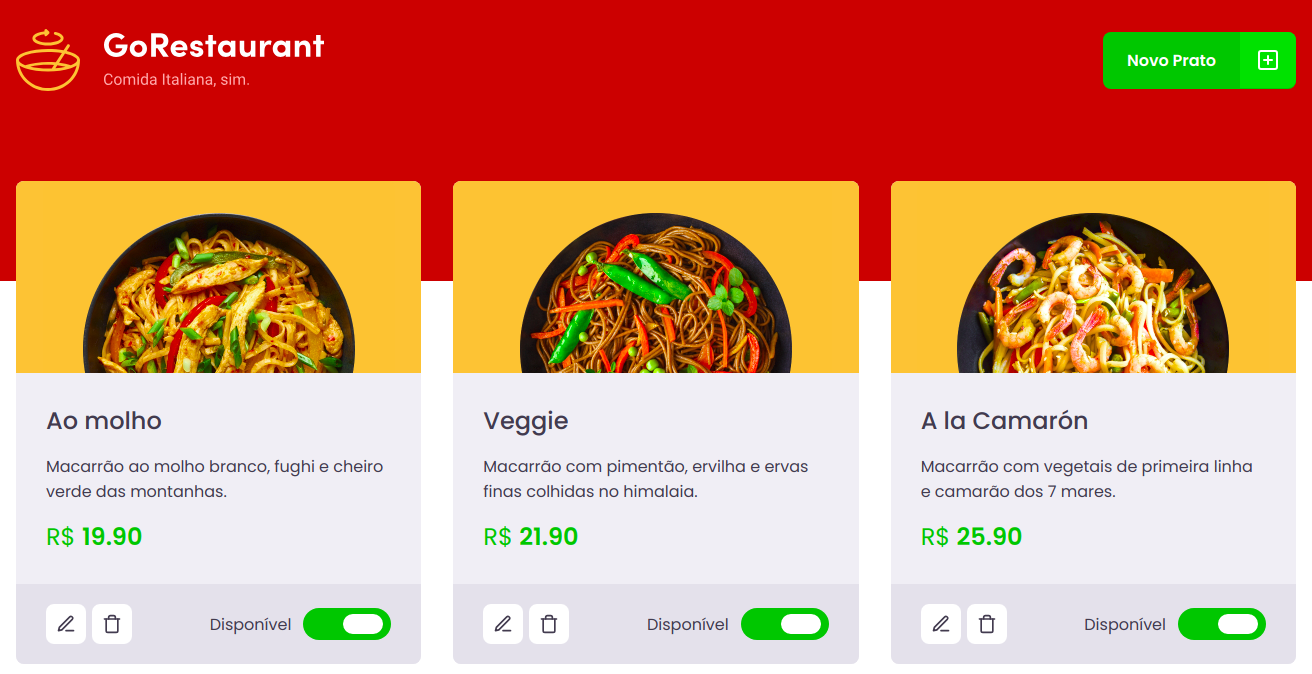 GoRestaurant
Comida Italiana, sim.
Novo Prato
Ao molho
Macarrão ao molho branco, fughi e cheiro
verde das montanhas.
R$ 19.90
Disponível
Veggie
Macarrão com pimentão, ervilha e ervas
finas colhidas no himalaia.
R$ 21.90
Disponível
A la Camarón
Macarrão com vegetais de primeira linha
e camarão dos 7 mares.
R$ 25.90
Disponível